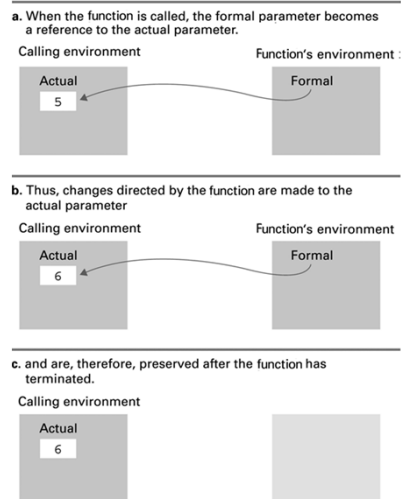 a. When the function is called, the formal parameter becomes
a reference to the actual parameter.
Calling environment
Function's environment :
Actual
Formal
5
b. Thus, changes directed by the function are made to the
actual parameter
Calling environment
Function's environment
Actual
Formal
6
c. and are, therefore, preserved after the function has
terminated.
Calling environment
Actual
6